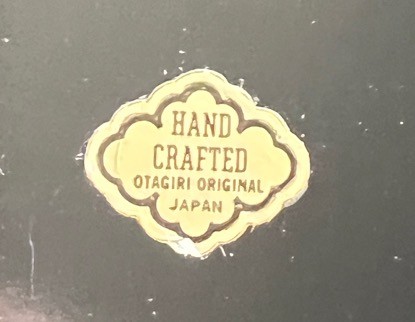 HAND
CRAFTED
OTAGIRI ORIGINAL
JAPAN